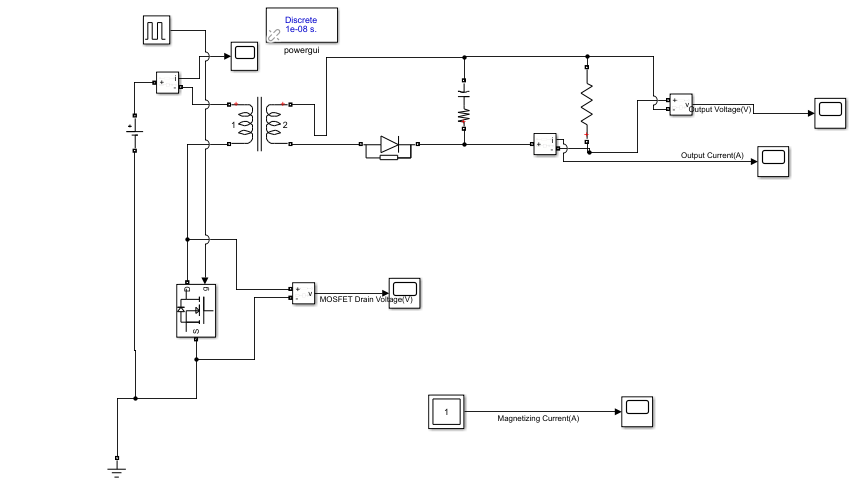 Discrete
1e-08 s.
powergui
i
+
-
+
1
2
+
-
v
Output Voltage(V)
+
i
-
Output Current(A)
D
g
S
+
-
v
MOSFET Drain Voltage(V)
1
Magnetizing Current(A)